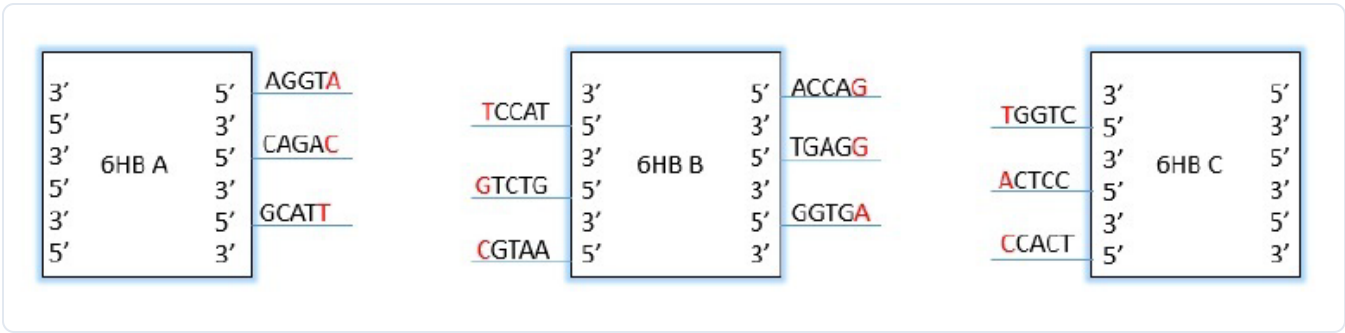 3′ 5′ AGGTA
5′ 3′
3′ 5′ CAGAC
5′ 3′
3′ 5′ GCATT
5′ 3′
6HB A
TCCAT 3′ 5′ ACCAG
5′ 3′
3′ 5′ TGAGG
GTCTG 5′ 3′
3′ 5′ GGTGA
CGTAA 5′ 3′
6HB B
TGGTC 3′ 5′
5′ 3′
3′ 5′
ACTCC 5′ 3′
3′ 5′
CCACT 5′ 3′
6HB C